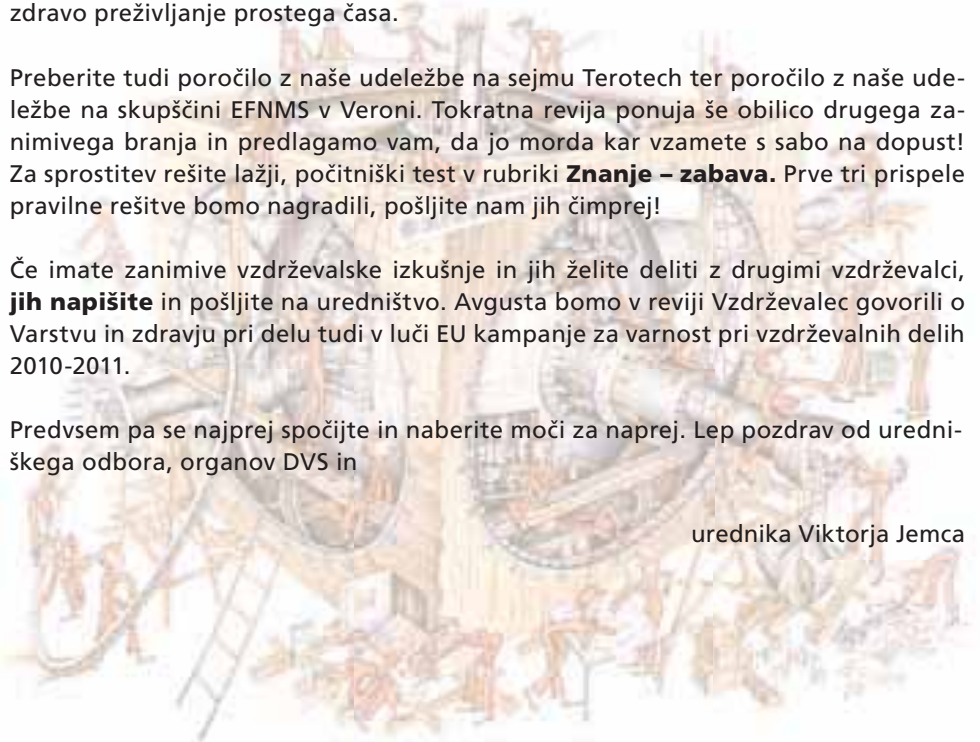 zdravo preživljanje prostega časa.
Preberite tudi poročilo z naše udeležbe na sejmu Terotech ter poročilo z naše ude-
ležbe na skupščini EFNMS v Veroni. Tokratna revija ponuja še obilico drugega za-
nimivega branja in predlagamo vam, da jo morda kar vzamete s sabo na dopust!
Za sprostitev rešite lažji, počitniški test v rubriki Znanje – zabava. Prve tri prispele
pravilne rešitve bomo nagradili, pošljite nam jih čimprej!
Če imate zanimive vzdrževalske izkušnje in jih želite deliti z drugimi vzdrževalci,
jih napišite in pošljite na uredništvo. Avgusta bomo v reviji Vzdrževalec govorili o
Varstvu in zdravju pri delu tudi v luči EU kampanje za varnost pri vzdrževalnih delih
2010-2011.
Predvsem pa se najprej spočijte in naberite moči za naprej. Lep pozdrav od uredni-
škega odbora, organov DVS in
urednika Viktorja Jemca